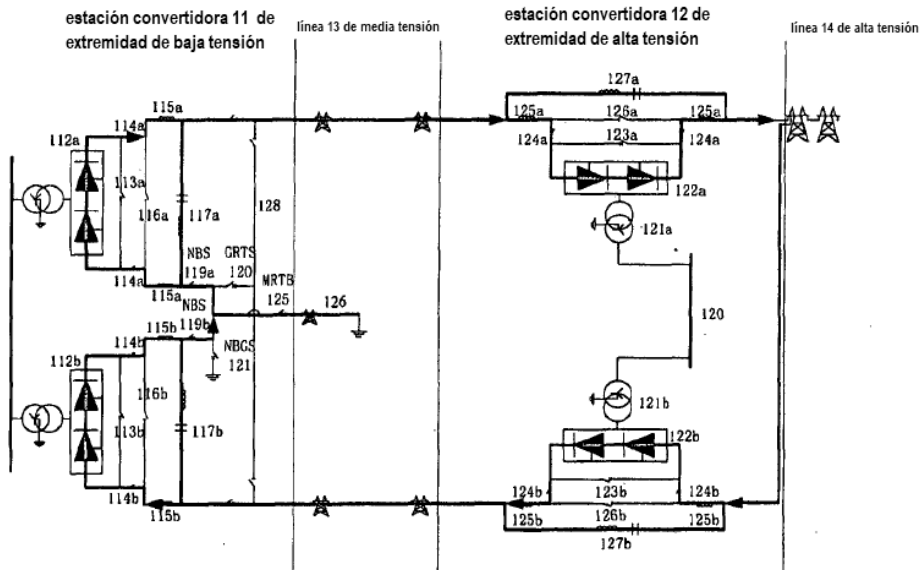 estación convertidora 11 de
extremidad de baja tensión
línea 13 de media tensión
estación convertidora 12 de
extremidad de alta tensión
línea 14 de alta tensión
127a
115a
125a
126a
125a
114a
112a
124a
123a
124a
113a
122a
116a
117a
128
NBS
GRTS
121a
119a
120
114a
MRTB
115a
125
126
NBS
120
115b
119b
114b
NBGS
112b
121
116b
121b
113b
117b
122b
114b
124b
123b
124b
115b
125b
126b
125b
127b